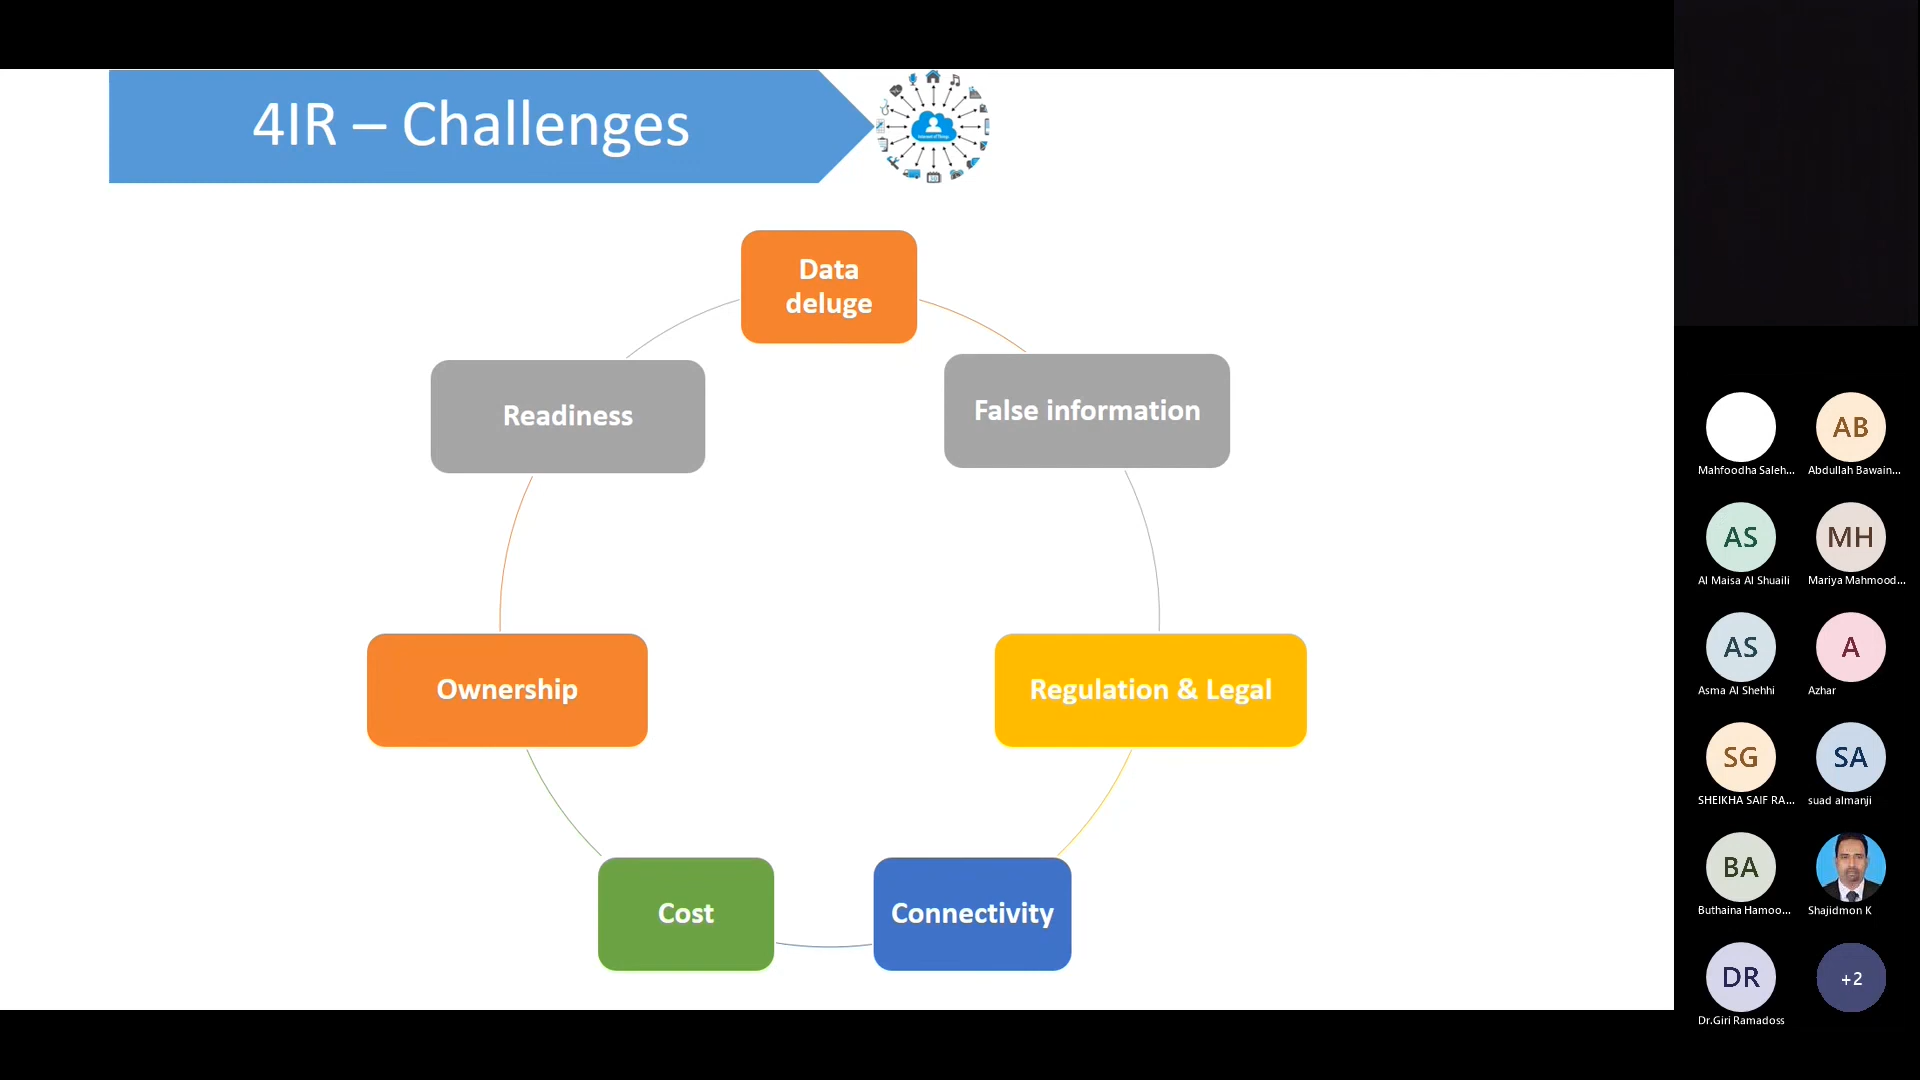 4IR – Challenges
Data
deluge
False information
Readiness
Ownership
Regulation & Legal
Cost
Connectivity
Mahfoodha Saleh...
AB
Abdullah Bawain...
AS
Al Maisa Al Shuaili
MH
Mariya Mahmood...
AS
Asma Al Shehhi
A
Azhar
SG
SHEIKHA SAIF RA...
SA
suad almanji
BA
Buthaina Hamoo...
Shajidmon K
DR
Dr.Giri Ramadoss
+2